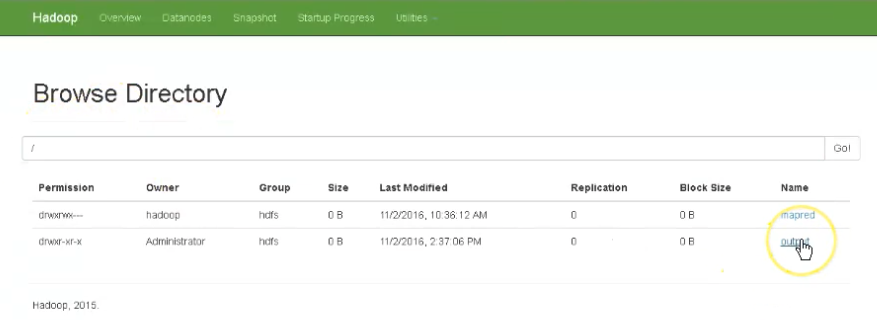 Hadoop Overview Datanodes Snapshot Startup Progress Utilities
Browse Directory
/ Go!
Permission Owner Group Size Last Modified Replication Block Size Name
drwxrwx--- hadoop hdfs 0 B 11/2/2016, 10:36:12 AM 0 0 B mapred
drwxr-xr-x Administrator hdfs 0 B 11/2/2016, 2:37:06 PM 0 0 B output
Hadoop, 2015.